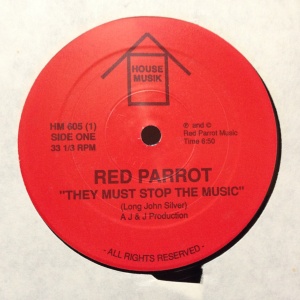 HOUSE
MUSIK
HM 605 (1)
SIDE ONE
33 1/3 RPM
℗ and ©
Red Parrot Music
Time 6:50
RED PARROT
"THEY MUST STOP THE MUSIC"
(Long John Silver)
A J & J Production
- ALL RIGHTS RESERVED -